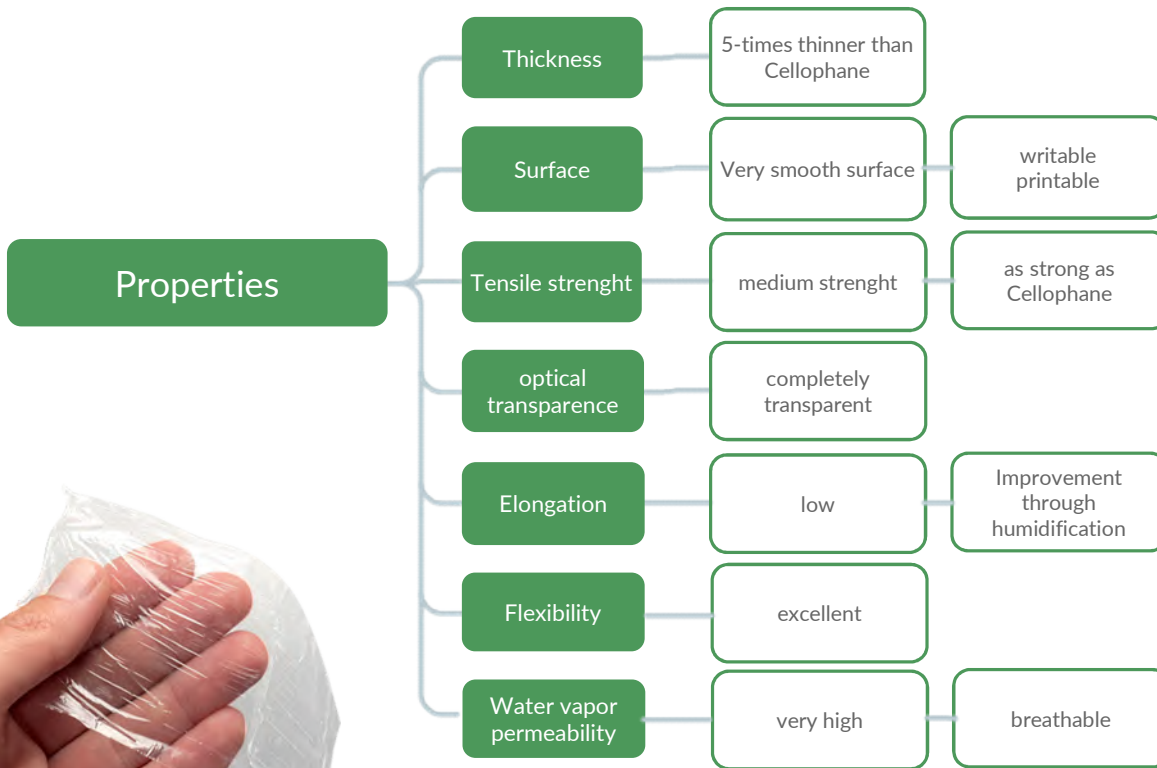 Properties
Thickness
5-times thinner than
Cellophane
Surface
Very smooth surface
writable
printable
Tensile strenght
medium strenght
as strong as
Cellophane
optical
transparence
completely
transparent
Elongation
low
Improvement
through
humidification
Flexibility
excellent
Water vapor
permeability
very high
breathable